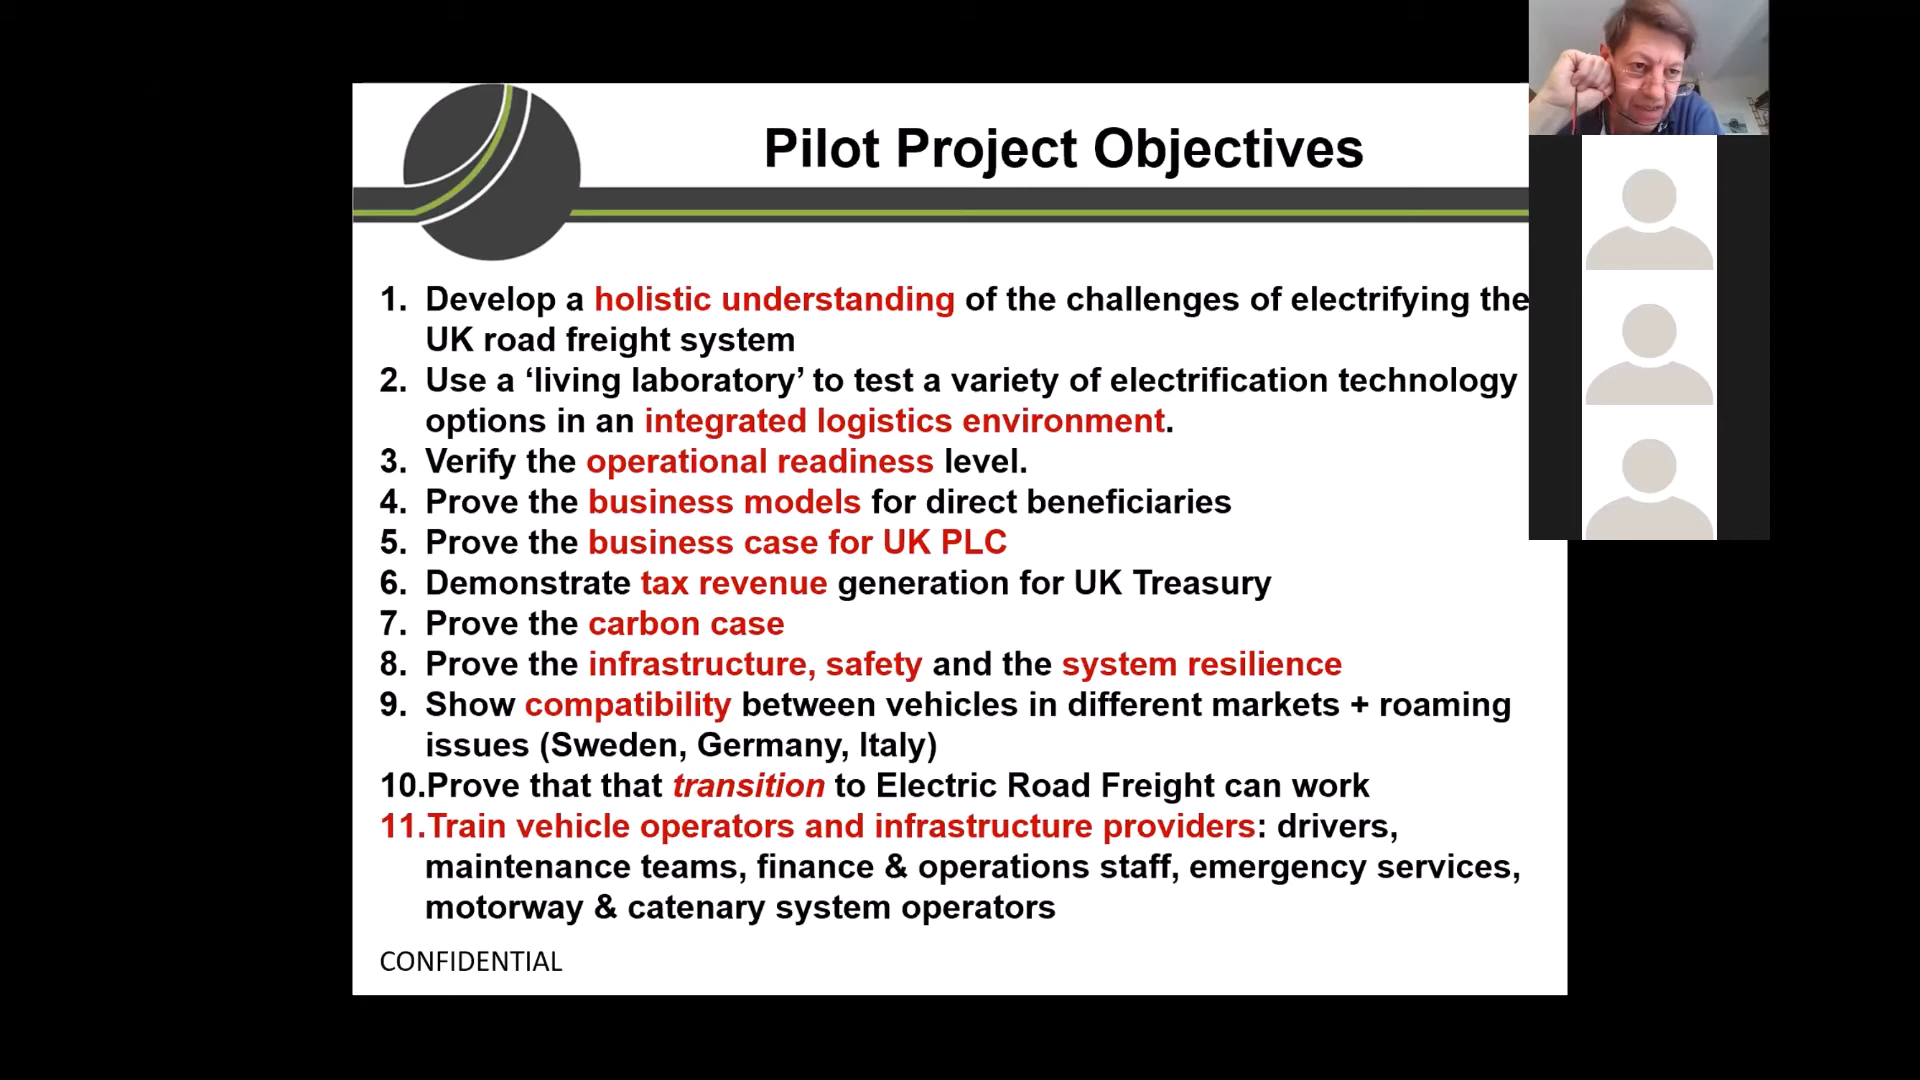 Pilot Project Objectives
1. Develop a holistic understanding of the challenges of electrifying the
UK road freight system
2. Use a ‘living laboratory’ to test a variety of electrification technology
options in an integrated logistics environment.
3. Verify the operational readiness level.
4. Prove the business models for direct beneficiaries
5. Prove the business case for UK PLC
6. Demonstrate tax revenue generation for UK Treasury
7. Prove the carbon case
8. Prove the infrastructure, safety and the system resilience
9. Show compatibility between vehicles in different markets + roaming
issues (Sweden, Germany, Italy)
10.Prove that that transition to Electric Road Freight can work
11.Train vehicle operators and infrastructure providers: drivers,
maintenance teams, finance & operations staff, emergency services,
motorway & catenary system operators
CONFIDENTIAL